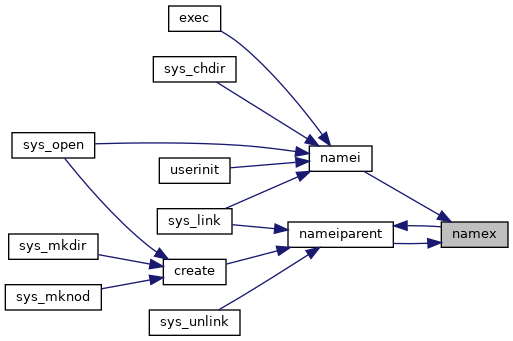 exec
sys_chdir
sys_open
namei
userinit
sys_link
nameiparent
namex
sys_mkdir
create
sys_mknod
sys_unlink